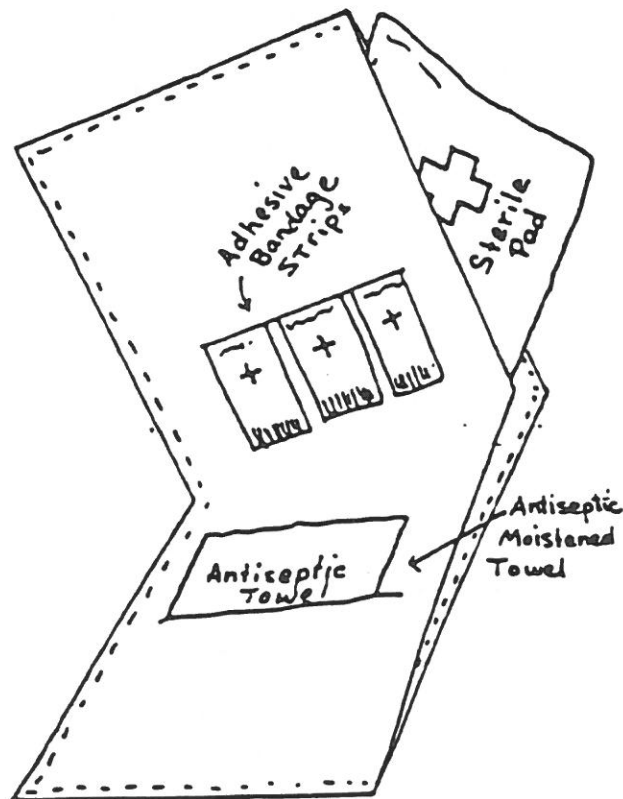 Adhesive
Bandage
Strips
Sterile
Pad
Antiseptic
Moistened
Towel
Antiseptic
Towel